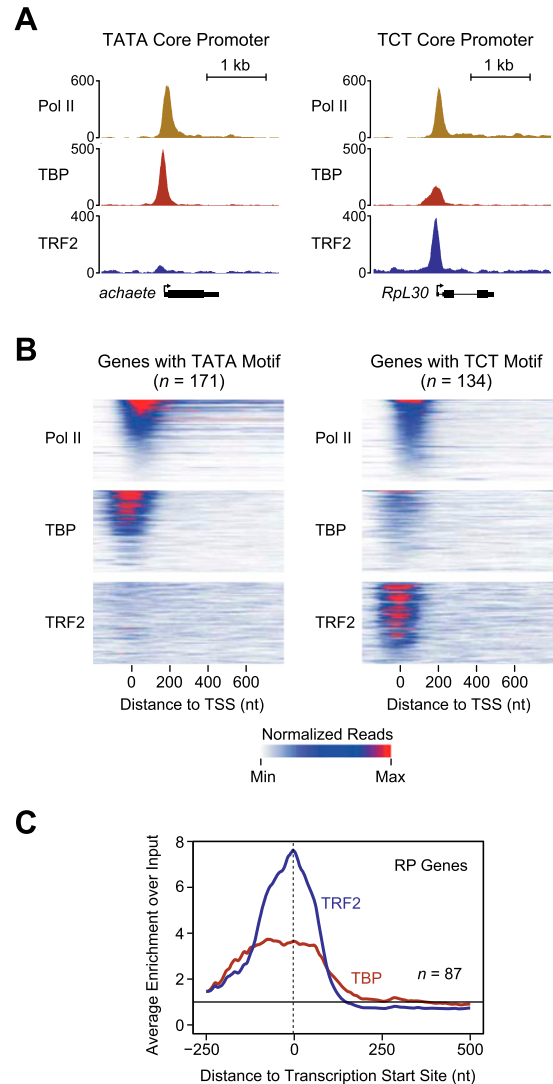 A
TATA Core Promoter
TCT Core Promoter
1 kb
1 kb
600
Pol II
0
500
TBP
0
400
TRF2
0
achaete
600
Pol II
0
500
TBP
0
400
TRF2
0
RpL30
B
Genes with TATA Motif
(n = 171)
Genes with TCT Motif
(n = 134)
Pol II
TBP
TRF2
0 200 400 600
Distance to TSS (nt)
Pol II
TBP
TRF2
0 200 400 600
Distance to TSS (nt)
Normalized Reads
Min
Max
C
Average Enrichment over Input
8
6
4
2
0
RP Genes
TRF2
TBP
n = 87
−250 0 250 500
Distance to Transcription Start Site (nt)